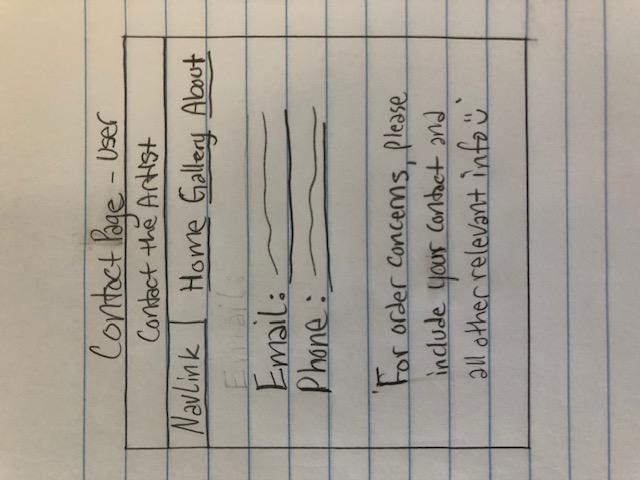 Contact Page - User
Contact the Artist
NavLink Home Gallery About
Email:
Email:
Phone:
"For order concerns, please
include your contact and
all other relevant info ☺"